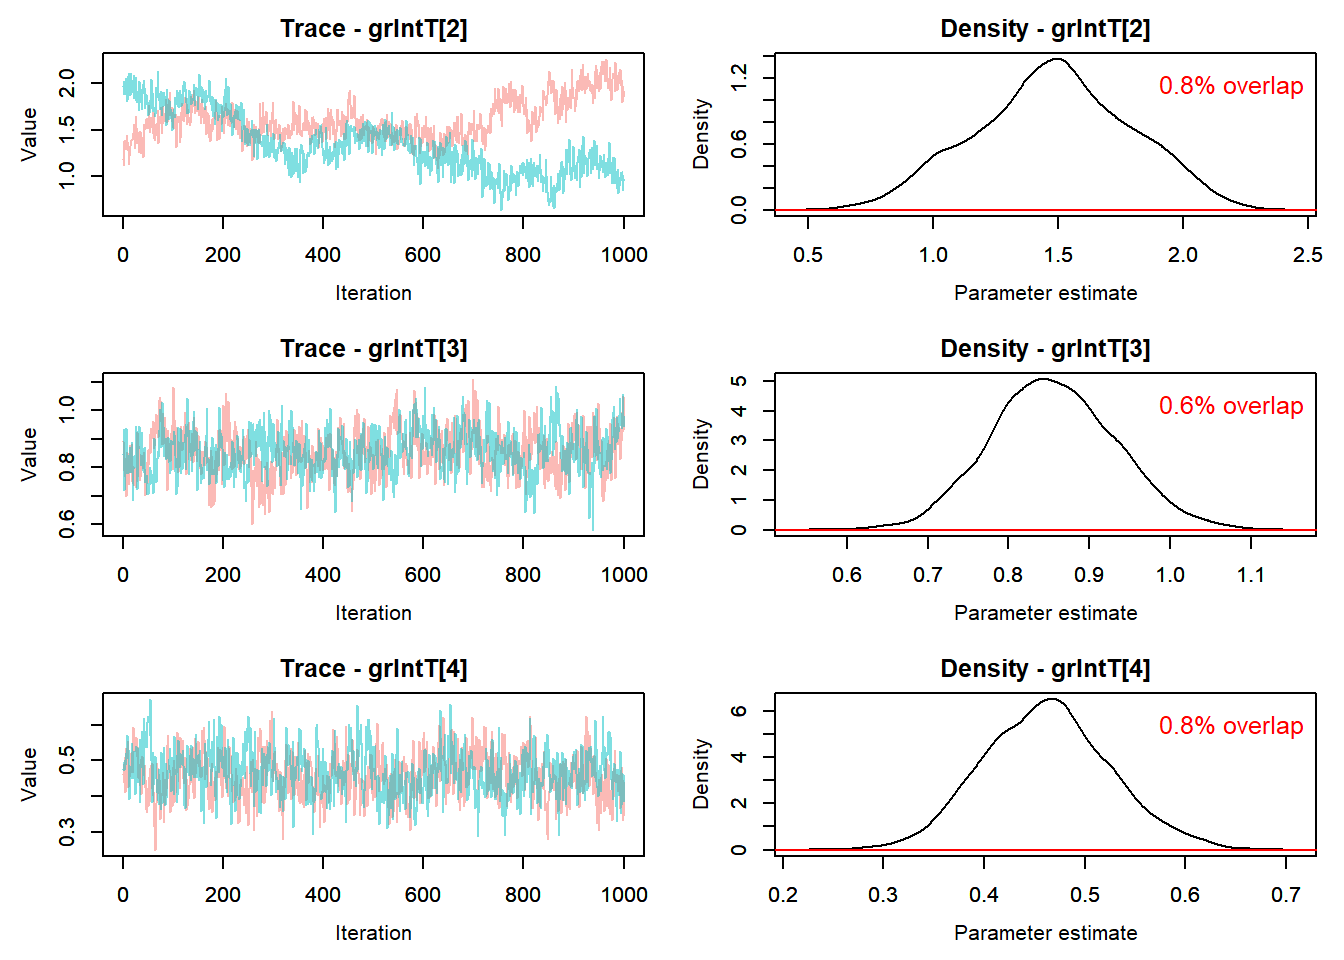 Trace - grIntT[2]
Value
1.0
1.5
2.0
0
200
400
600
800
1000
Iteration
Density - grIntT[2]
0.8% overlap
Density
0.0
0.6
1.2
0.5
1.0
1.5
2.0
2.5
Parameter estimate
Trace - grIntT[3]
Value
0.6
0.8
1.0
0
200
400
600
800
1000
Iteration
Density - grIntT[3]
0.6% overlap
Density
0
1
2
3
4
5
0.6
0.7
0.8
0.9
1.0
1.1
Parameter estimate
Trace - grIntT[4]
Value
0.3
0.5
0
200
400
600
800
1000
Iteration
Density - grIntT[4]
0.8% overlap
Density
0
2
4
6
0.2
0.3
0.4
0.5
0.6
0.7
Parameter estimate